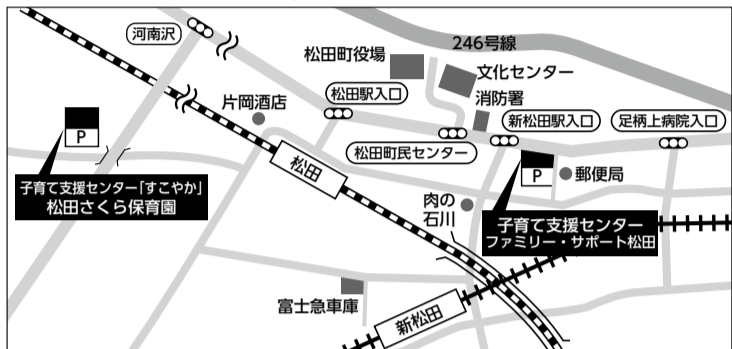 河南沢
松田町役場
246号線
文化センター
消防署
片岡酒店
松田駅入口
新松田駅入口
足柄上病院入口
松田町民センター
P
松田
P
郵便局
子育て支援センター「すこやか」
松田さくら保育園
肉の
石川
子育て支援センター
ファミリー・サポート松田
富士急車庫
新松田